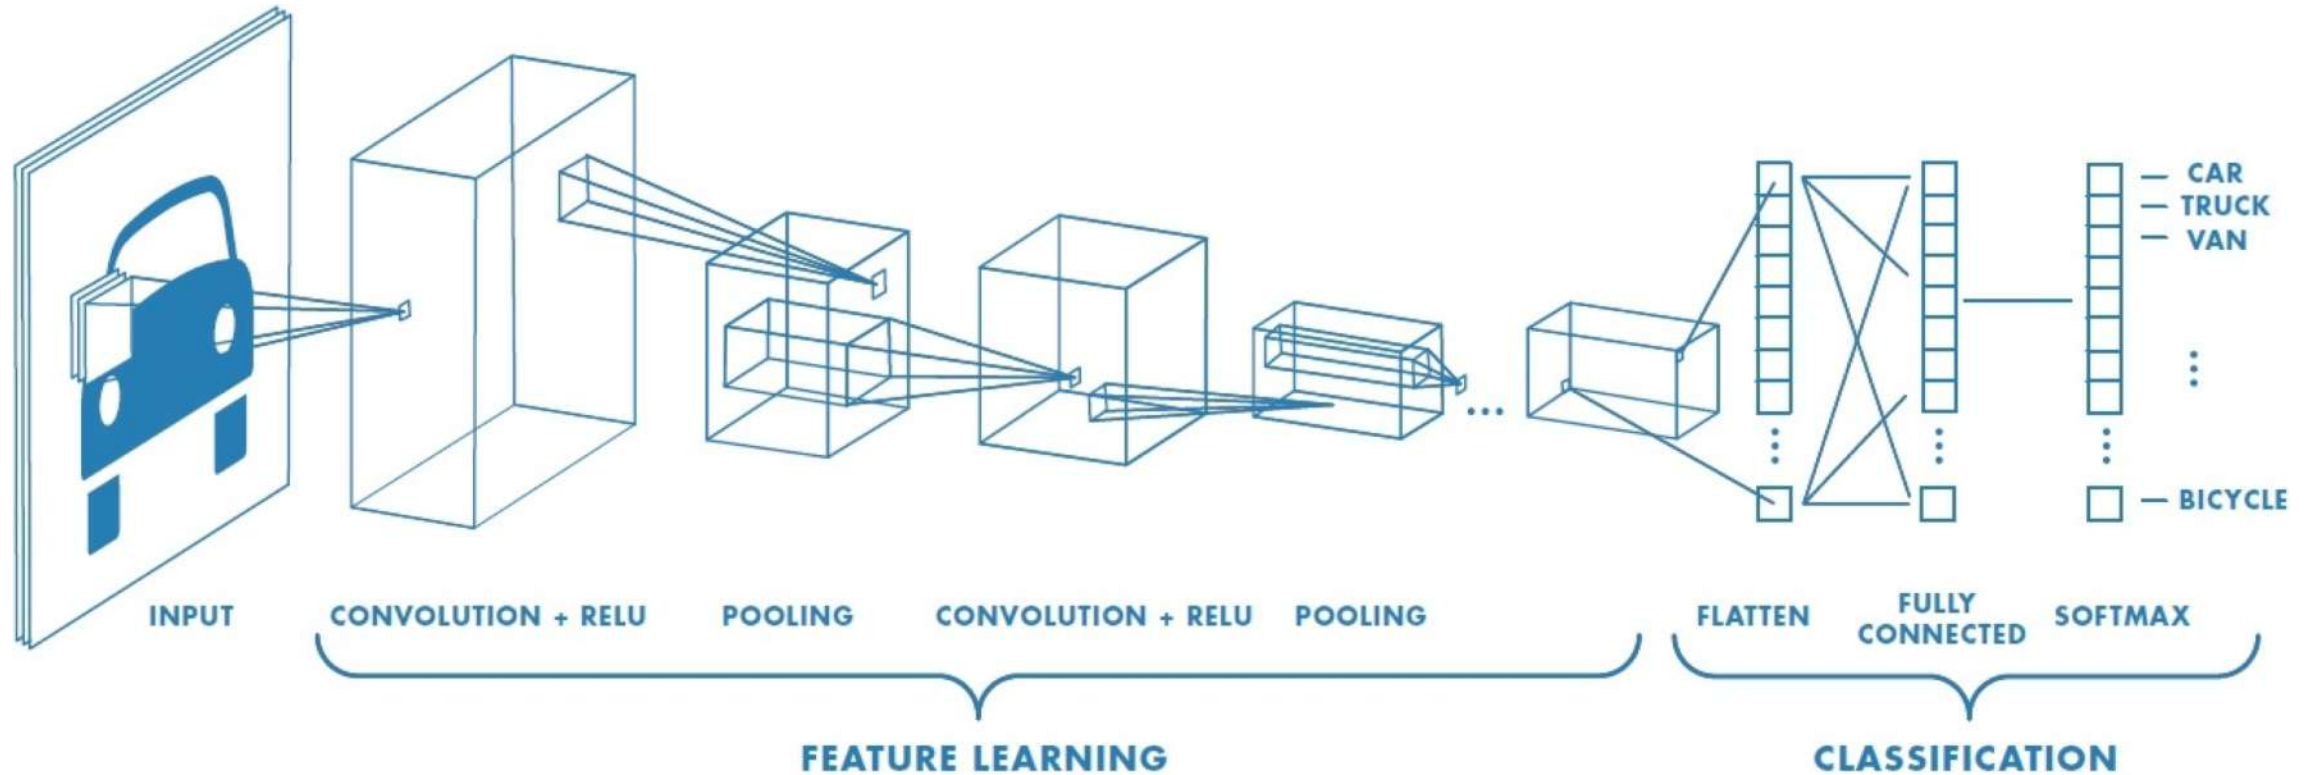 CAR
TRUCK
VAN
BICYCLE
INPUT
CONVOLUTION + RELU
POOLING
CONVOLUTION + RELU
POOLING
FLATTEN
FULLY
CONNECTED
SOFTMAX
FEATURE LEARNING
CLASSIFICATION